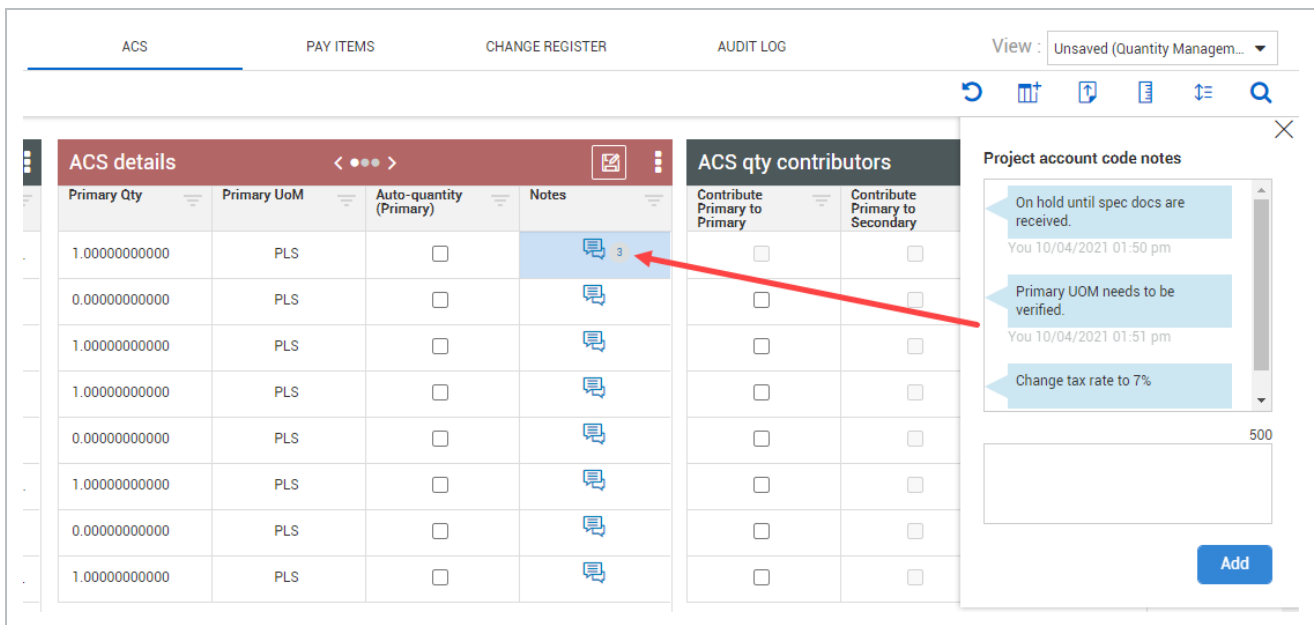 ACS PAY ITEMS CHANGE REGISTER AUDIT LOG View : Unsaved (Quantity Managem...
ACS details
Primary Qty Primary UoM Auto-quantity
(Primary) Notes
1.00000000000 PLS 3
0.00000000000 PLS
1.00000000000 PLS
1.00000000000 PLS
0.00000000000 PLS
1.00000000000 PLS
0.00000000000 PLS
1.00000000000 PLS
ACS qty contributors
Contribute
Primary to
Primary
Contribute
Primary to
Secondary
Project account code notes
On hold until spec docs are
received.
You 10/04/2021 01:50 pm
Primary UOM needs to be
verified.
You 10/04/2021 01:51 pm
Change tax rate to 7%
500
Add